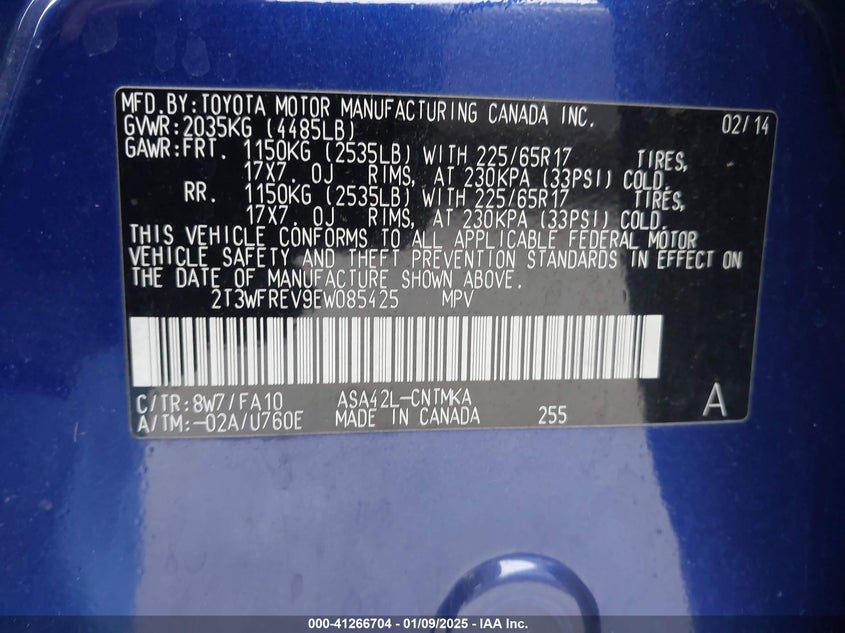 MFD.BY:TOYOTA MOTOR MANUFACTURING CANADA INC. 02/14
GVWR:2035KG (4485LB)
GAWR:FRT. 1150KG (2535LB) WITH 225/65R17 TIRES,
17X7.0J RIMS, AT 230KPA (33PSI) COLD.
RR. 1150KG (2535LB) WITH 225/65R17 TIRES,
17X7.0J RIMS, AT 230KPA (33PSI) COLD.
THIS VEHICLE CONFORMS TO ALL APPLICABLE FEDERAL MOTOR
VEHICLE SAFETY AND THEFT PREVENTION STANDARDS IN EFFECT ON
THE DATE OF MANUFACTURE SHOWN ABOVE.
2T3WFREV9EW085425 MPV
C/TR:8W7/FA10 ASA42L-CNTMKA A
A/TM:-02A/U760E MADE IN CANADA 255
000-41266704 - 01/09/2025 - IAA Inc.